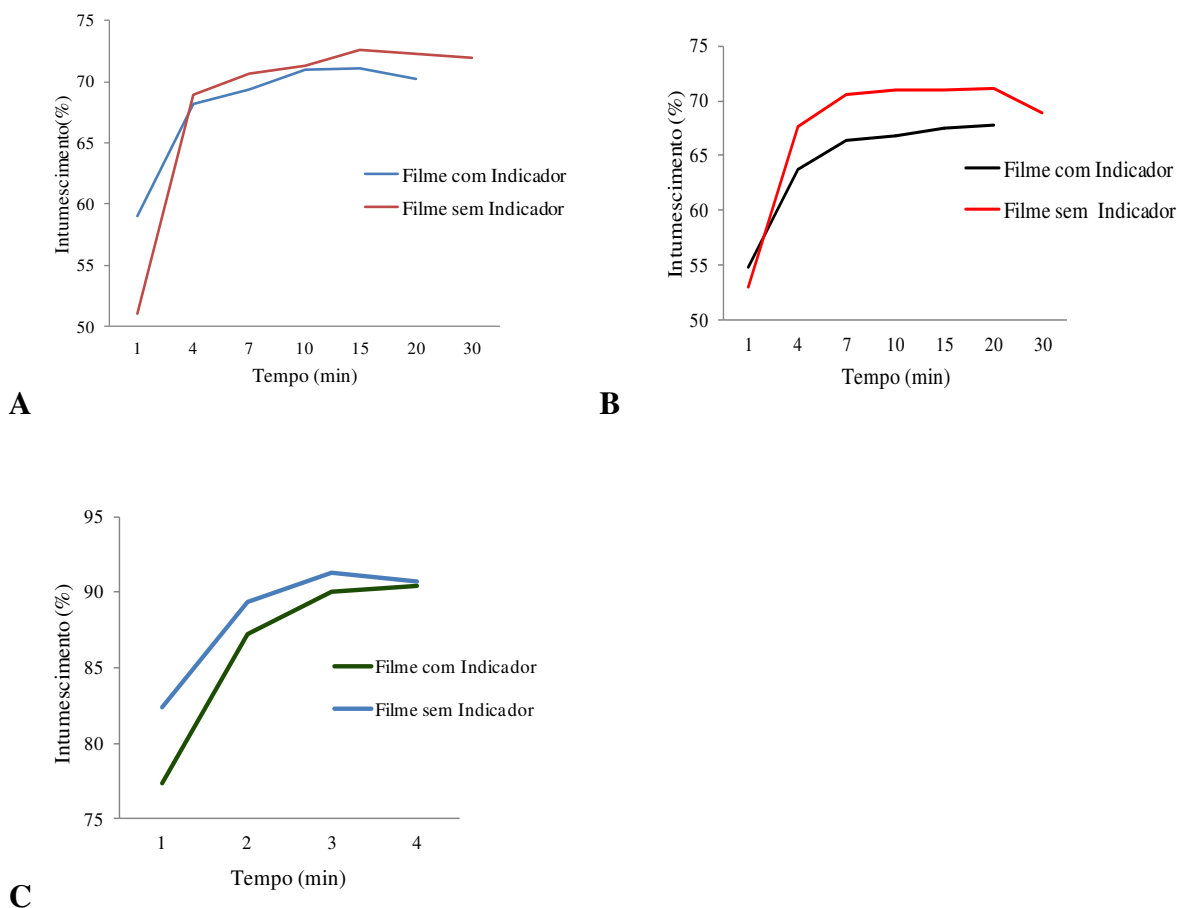 75
70
65
60
55
50
Intumescimento(%)
Filme com Indicador
Filme sem Indicador
1 4 7 10 15 20 30
Tempo (min)
A
75
70
65
60
55
50
Intumescimento (%)
Filme com Indicador
Filme sem Indicador
1 4 7 10 15 20 30
Tempo (min)
B
95
90
85
80
75
Intumescimento (%)
Filme com Indicador
Filme sem Indicador
1 2 3 4
Tempo (min)
C